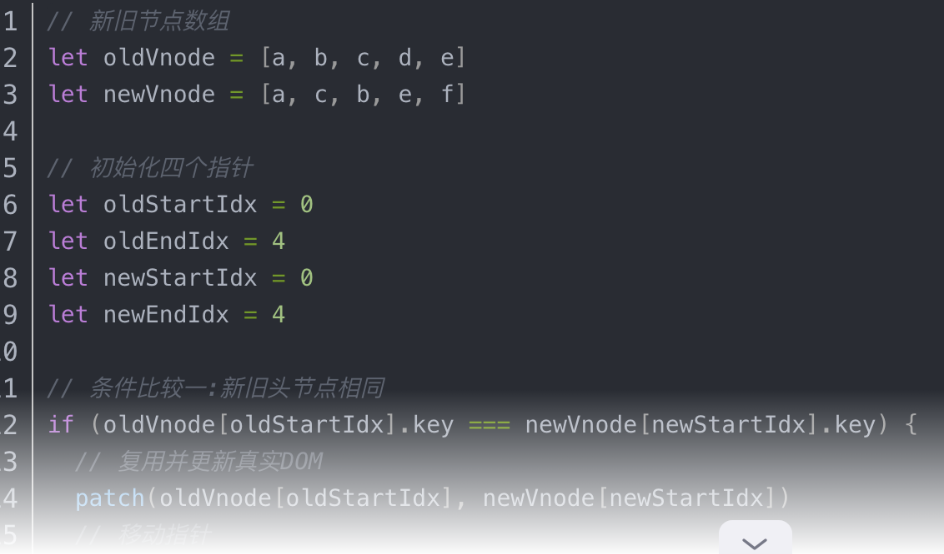 1 // 新旧节点数组
2 let oldVnode = [a, b, c, d, e]
3 let newVnode = [a, c, b, e, f]
4
5 // 初始化四个指针
6 let oldStartIdx = 0
7 let oldEndIdx = 4
8 let newStartIdx = 0
9 let newEndIdx = 4
0
1 // 条件比较一:新旧头节点相同
2 if (oldVnode[oldStartIdx].key === newVnode[newStartIdx].key) {
3 // 复用并更新真实DOM
4 patch(oldVnode[oldStartIdx], newVnode[newStartIdx])
5 // 移动指针